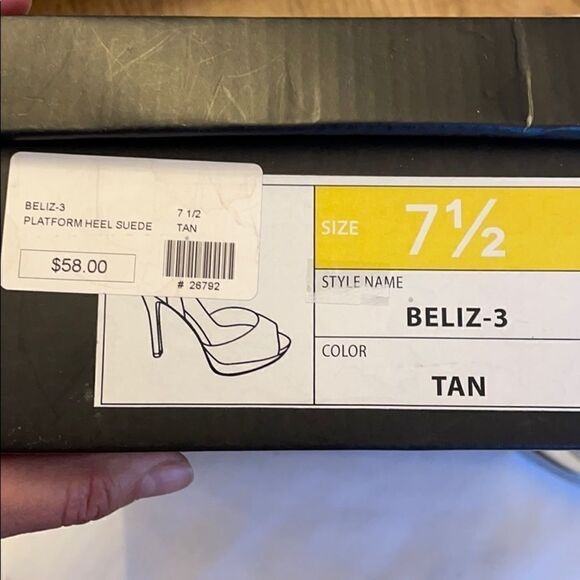 BELIZ-3 7 1/2
PLATFORM HEEL SUEDE TAN
$58.00
# 26792
SIZE 7½
STYLE NAME
BELIZ-3
COLOR
TAN